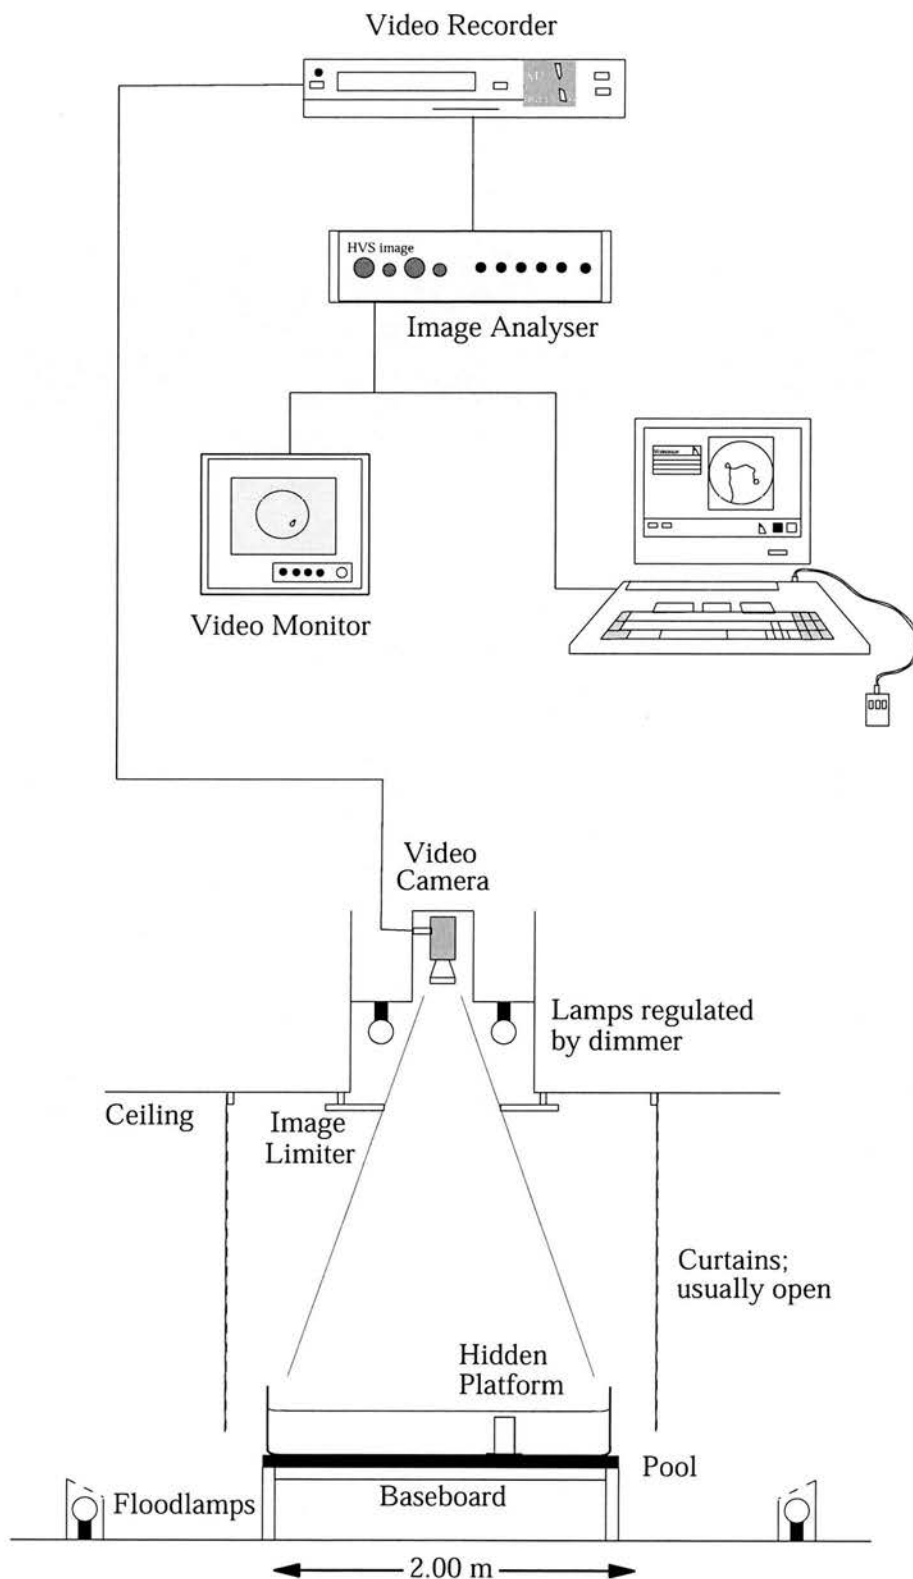 Video Recorder
HVS image
Image Analyser
Video Monitor
Video
Camera
Lamps regulated
by dimmer
Ceiling
Image
Limiter
Curtains;
usually open
Hidden
Platform
Pool
Floodlamps
Baseboard
2.00 m